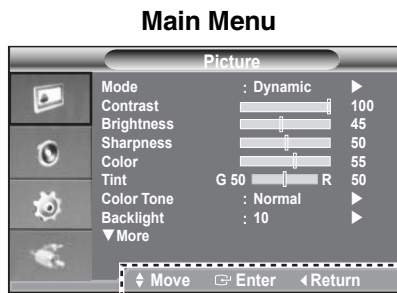 Main Menu
Picture
Mode : Dynamic ▶
Contrast 100
Brightness 45
Sharpness 50
Color 55
Tint G 50 R 50
Color Tone : Normal ▶
Backlight : 10 ▶
▼More
Move Enter Return